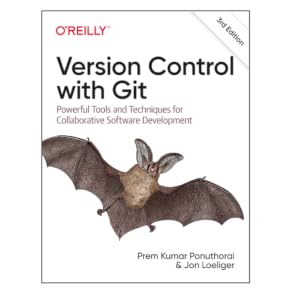 O'REILLY®
3rd Edition
Version Control
with Git
Powerful Tools and Techniques for
Collaborative Software Development
Prem Kumar Ponuthorai
& Jon Loeliger